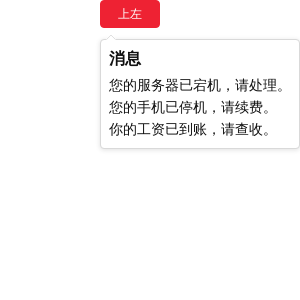 上左
消息
您的服务器已宕机，请处理。
您的手机已停机，请续费。
你的工资已到账，请查收。